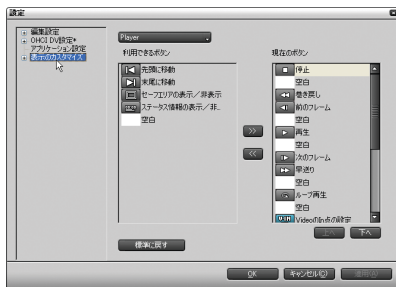 設定
編集設定
OHCI DV設定*
アプリケーション設定
表示のカスタマイズ
Player
利用できるボタン
先頭に移動
末尾に移動
セーフエリアの表示／非表示
ステータス情報の表示／非...
空白
標準に戻す
現在のボタン
停止
空白
巻き戻し
前のフレーム
再生
空白
次のフレーム
早送り
空白
ループ再生
空白
VideoのIn点の設定
上へ
下へ
OK
キャンセル(C)
適用(A)